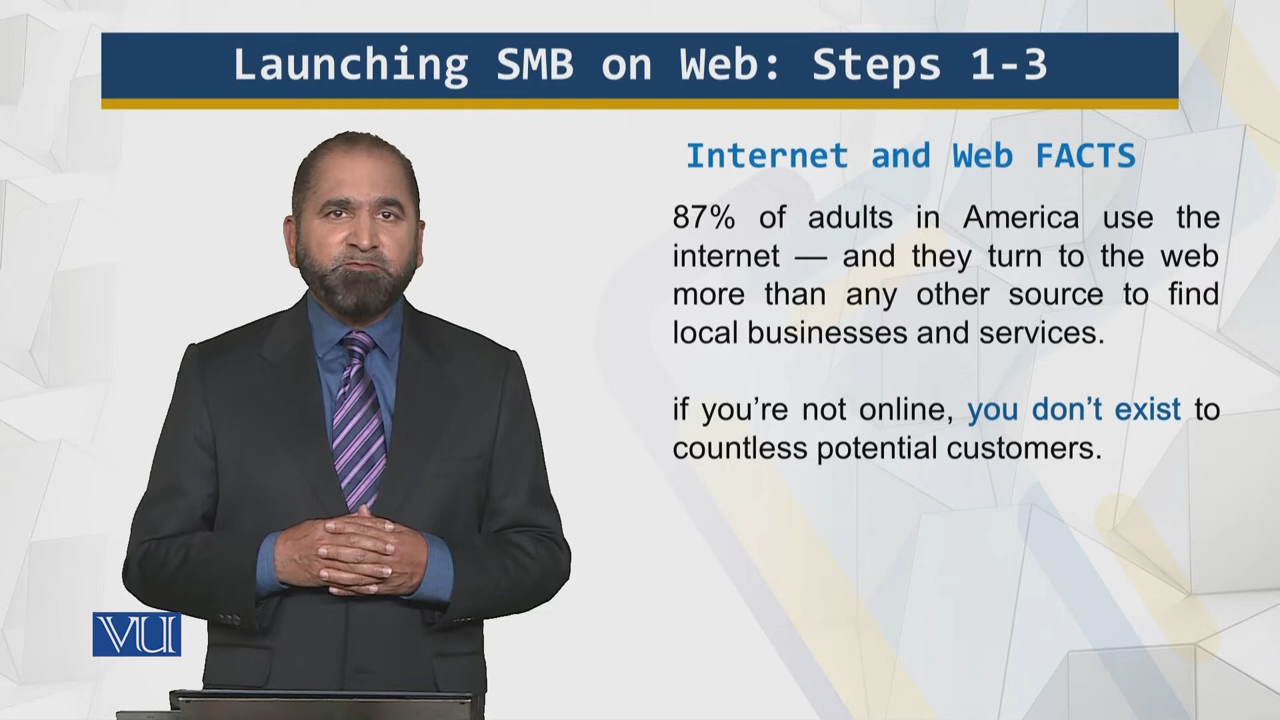 Launching SMB on Web: Steps 1-3
Internet and Web FACTS
87% of adults in America use the
internet — and they turn to the web
more than any other source to find
local businesses and services.
if you’re not online, you don’t exist to
countless potential customers.
VU